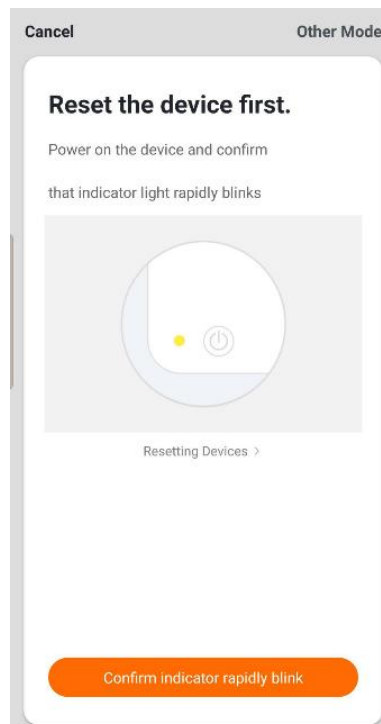 Cancel
Other Mode
Reset the device first.
Power on the device and confirm
that indicator light rapidly blinks
Resetting Devices >
Confirm indicator rapidly blink